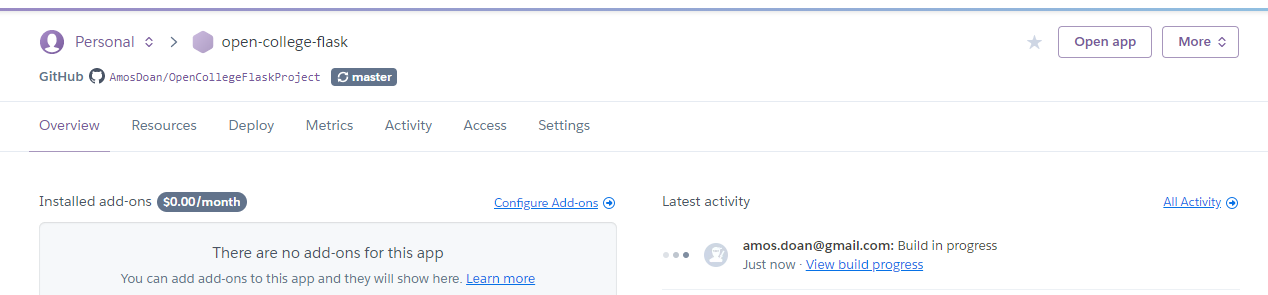 Personal open-college-flask Open app More
GitHub AmosDoan/OpenCollegeFlaskProject master
Overview Resources Deploy Metrics Activity Access Settings
Installed add-ons $0.00/month Configure Add-ons
There are no add-ons for this app
You can add add-ons to this app and they will show here. Learn more
Latest activity All Activity
amos.doan@gmail.com: Build in progress
Just now · View build progress